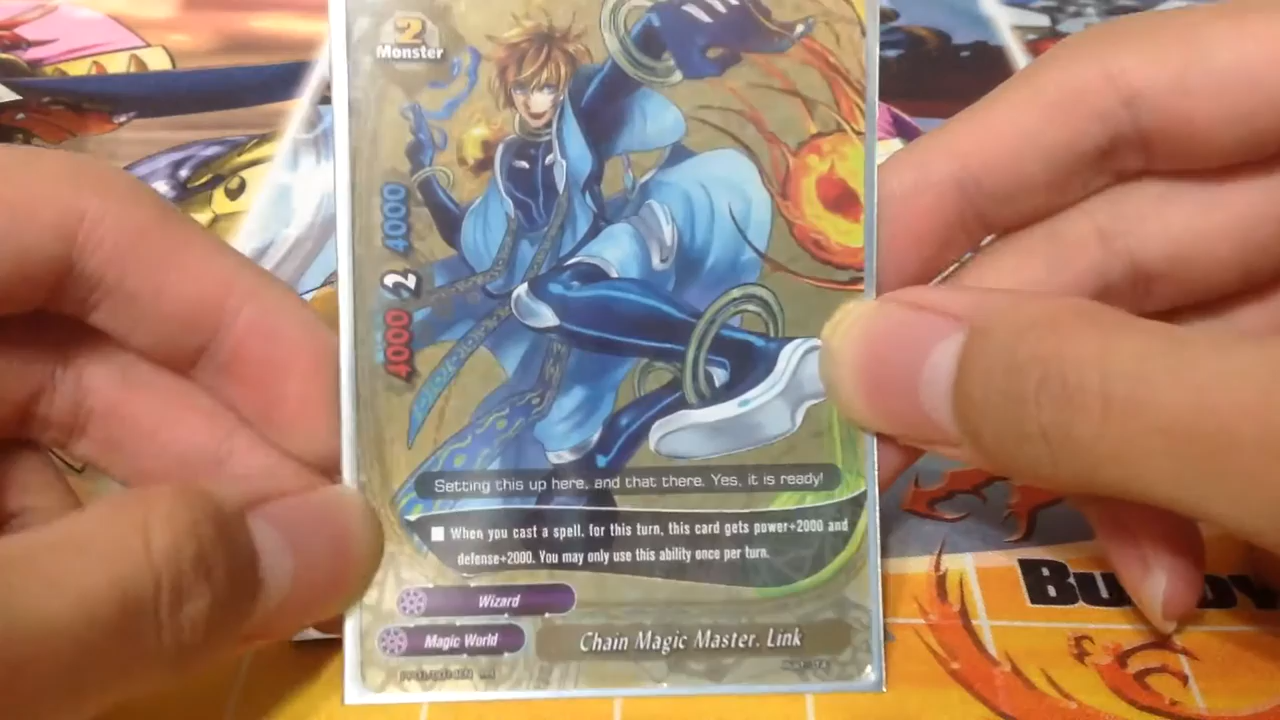 2
Monster
4000
2
4000
Setting this up here, and that there. Yes, it is ready!
■ When you cast a spell, for this turn, this card gets power+2000 and
defense+2000. You may only use this ability once per turn.
Wizard
Magic World
Chain Magic Master, Link
BUDDY